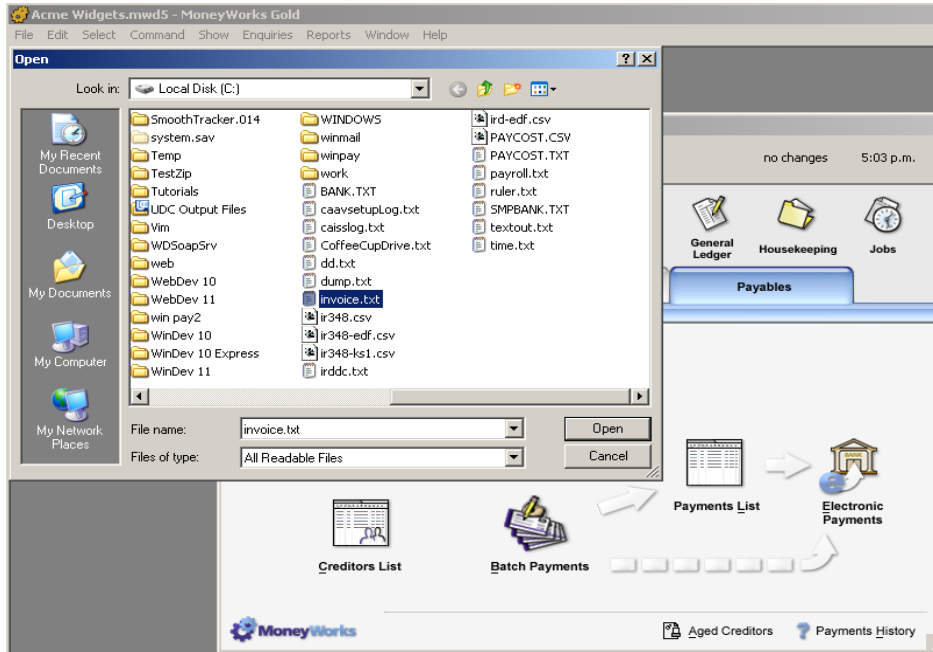 Acme Widgets.mwd5 - MoneyWorks Gold
File Edit Select Command Show Enquiries Reports Window Help
Open
Look in: Local Disk (C:)
My Recent Documents
Desktop
My Documents
My Computer
My Network Places
SmoothTracker.014
system.sav
Temp
TestZip
Tutorials
UDC Output Files
Vim
WDSoapSrv
web
WebDev 10
WebDev 11
win pay2
WinDev 10
WinDev 10 Express
WinDev 11
WINDOWS
winmail
winpay
work
BANK.TXT
caavsetupLog.txt
caisslog.txt
CoffeeCupDrive.txt
dd.txt
dump.txt
invoice.txt
ir348.csv
ir348-edf.csv
ir348-ks1.csv
irddc.txt
ird-edf.csv
PAYCOST.CSV
PAYCOST.TXT
payroll.txt
ruler.txt
SMPBANK.TXT
textout.txt
time.txt
File name: invoice.txt Open
Files of type: All Readable Files Cancel
no changes 5:03 p.m.
General
Ledger
Housekeeping
Jobs
Payables
Payments List
BANK
Electronic
Payments
Creditors List
Batch Payments
MoneyWorks
Aged Creditors
Payments History